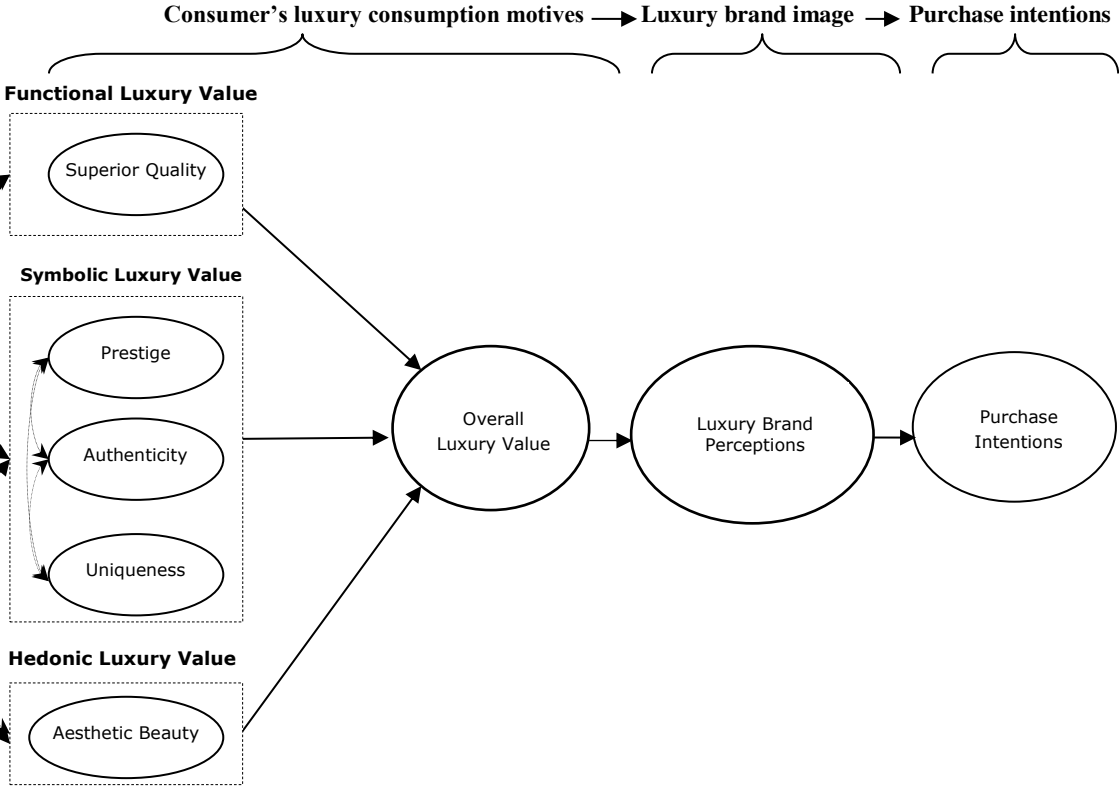 Consumer’s luxury consumption motives
Luxury brand image
Purchase intentions
Functional Luxury Value
Superior Quality
Symbolic Luxury Value
Prestige
Authenticity
Uniqueness
Hedonic Luxury Value
Aesthetic Beauty
Overall
Luxury Value
Luxury Brand
Perceptions
Purchase
Intentions